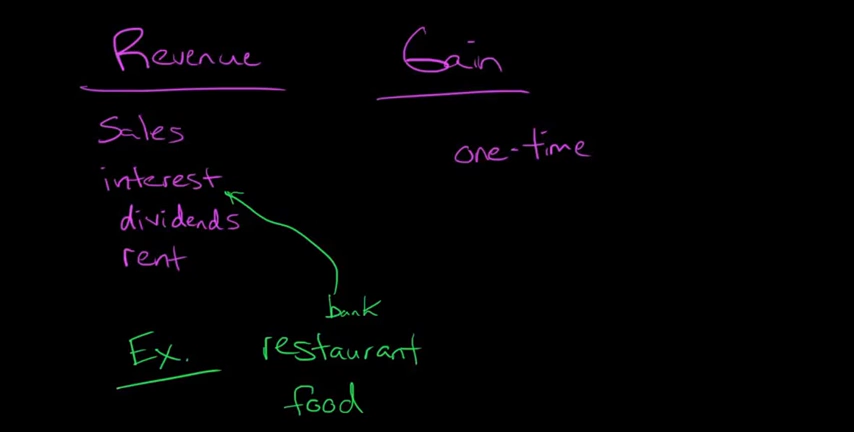 Revenue
Gain
Sales
one-time
interest
dividends
rent
bank
Ex.
restaurant
food